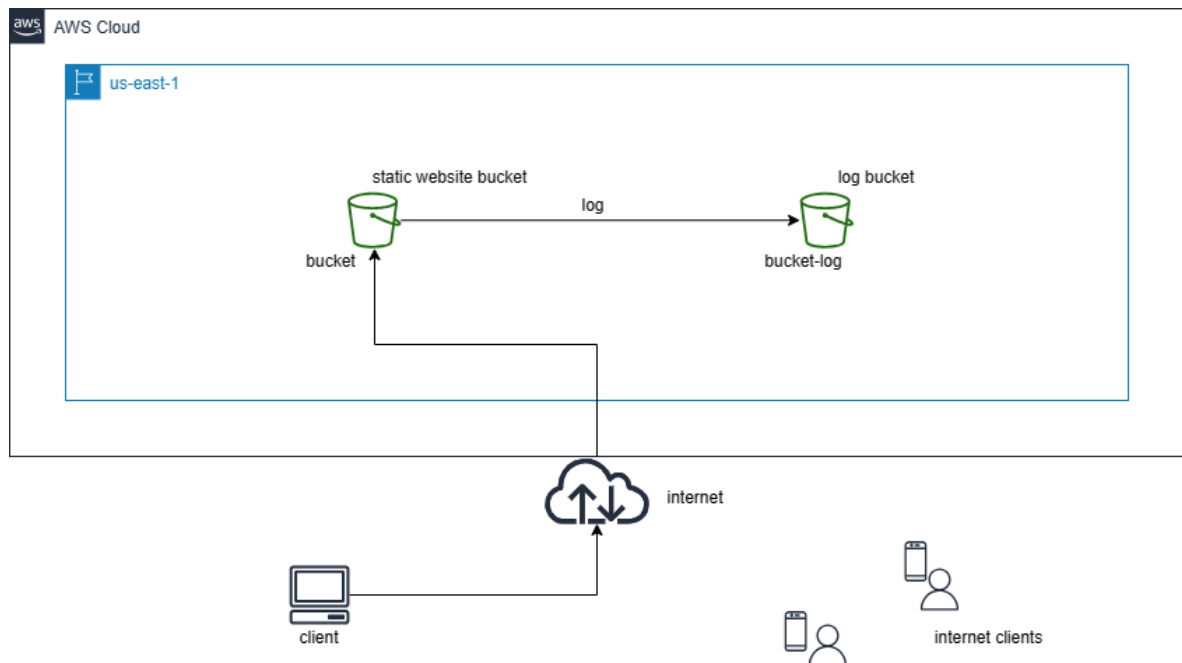 aws
AWS Cloud
us-east-1
static website bucket
log bucket
log
bucket
bucket-log
internet
client
internet clients